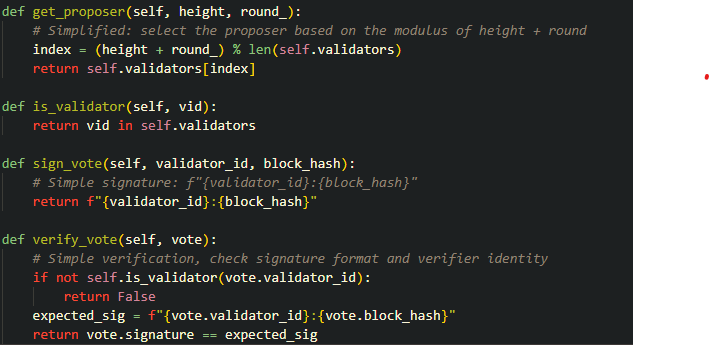 def get_proposer(self, height, round_):
    # Simplified: select the proposer based on the modulus of height + round
    index = (height + round_) % len(self.validators)
    return self.validators[index]

def is_validator(self, vid):
    return vid in self.validators

def sign_vote(self, validator_id, block_hash):
    # Simple signature: f"{validator_id}:{block_hash}"
    return f"{validator_id}:{block_hash}"

def verify_vote(self, vote):
    # Simple verification, check signature format and verifier identity
    if not self.is_validator(vote.validator_id):
        return False
    expected_sig = f"{vote.validator_id}:{vote.block_hash}"
    return vote.signature == expected_sig